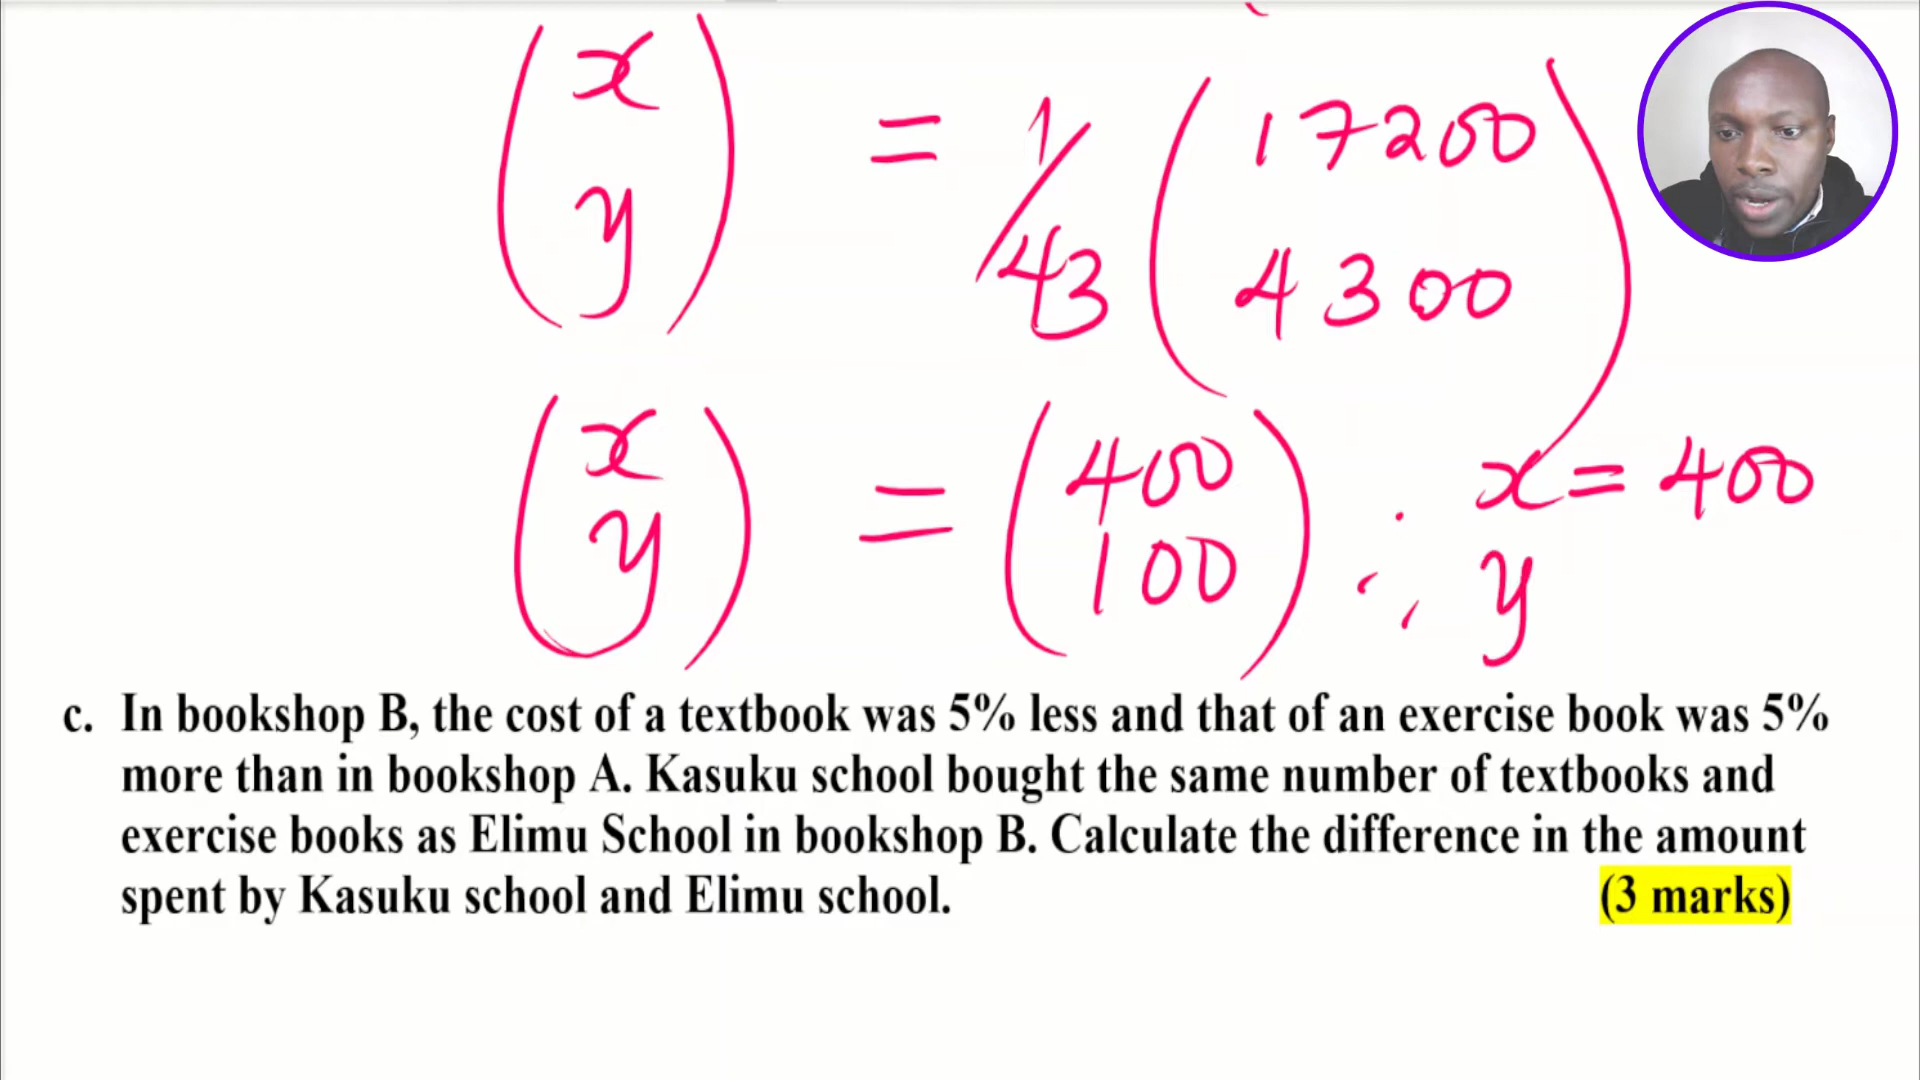 ( x y ) = 1/43 ( 17200 4300 )
( x y ) = ( 400 100 ) ∴ x = 400
y
c. In bookshop B, the cost of a textbook was 5% less and that of an exercise book was 5%
more than in bookshop A. Kasuku school bought the same number of textbooks and
exercise books as Elimu School in bookshop B. Calculate the difference in the amount
spent by Kasuku school and Elimu school. (3 marks)